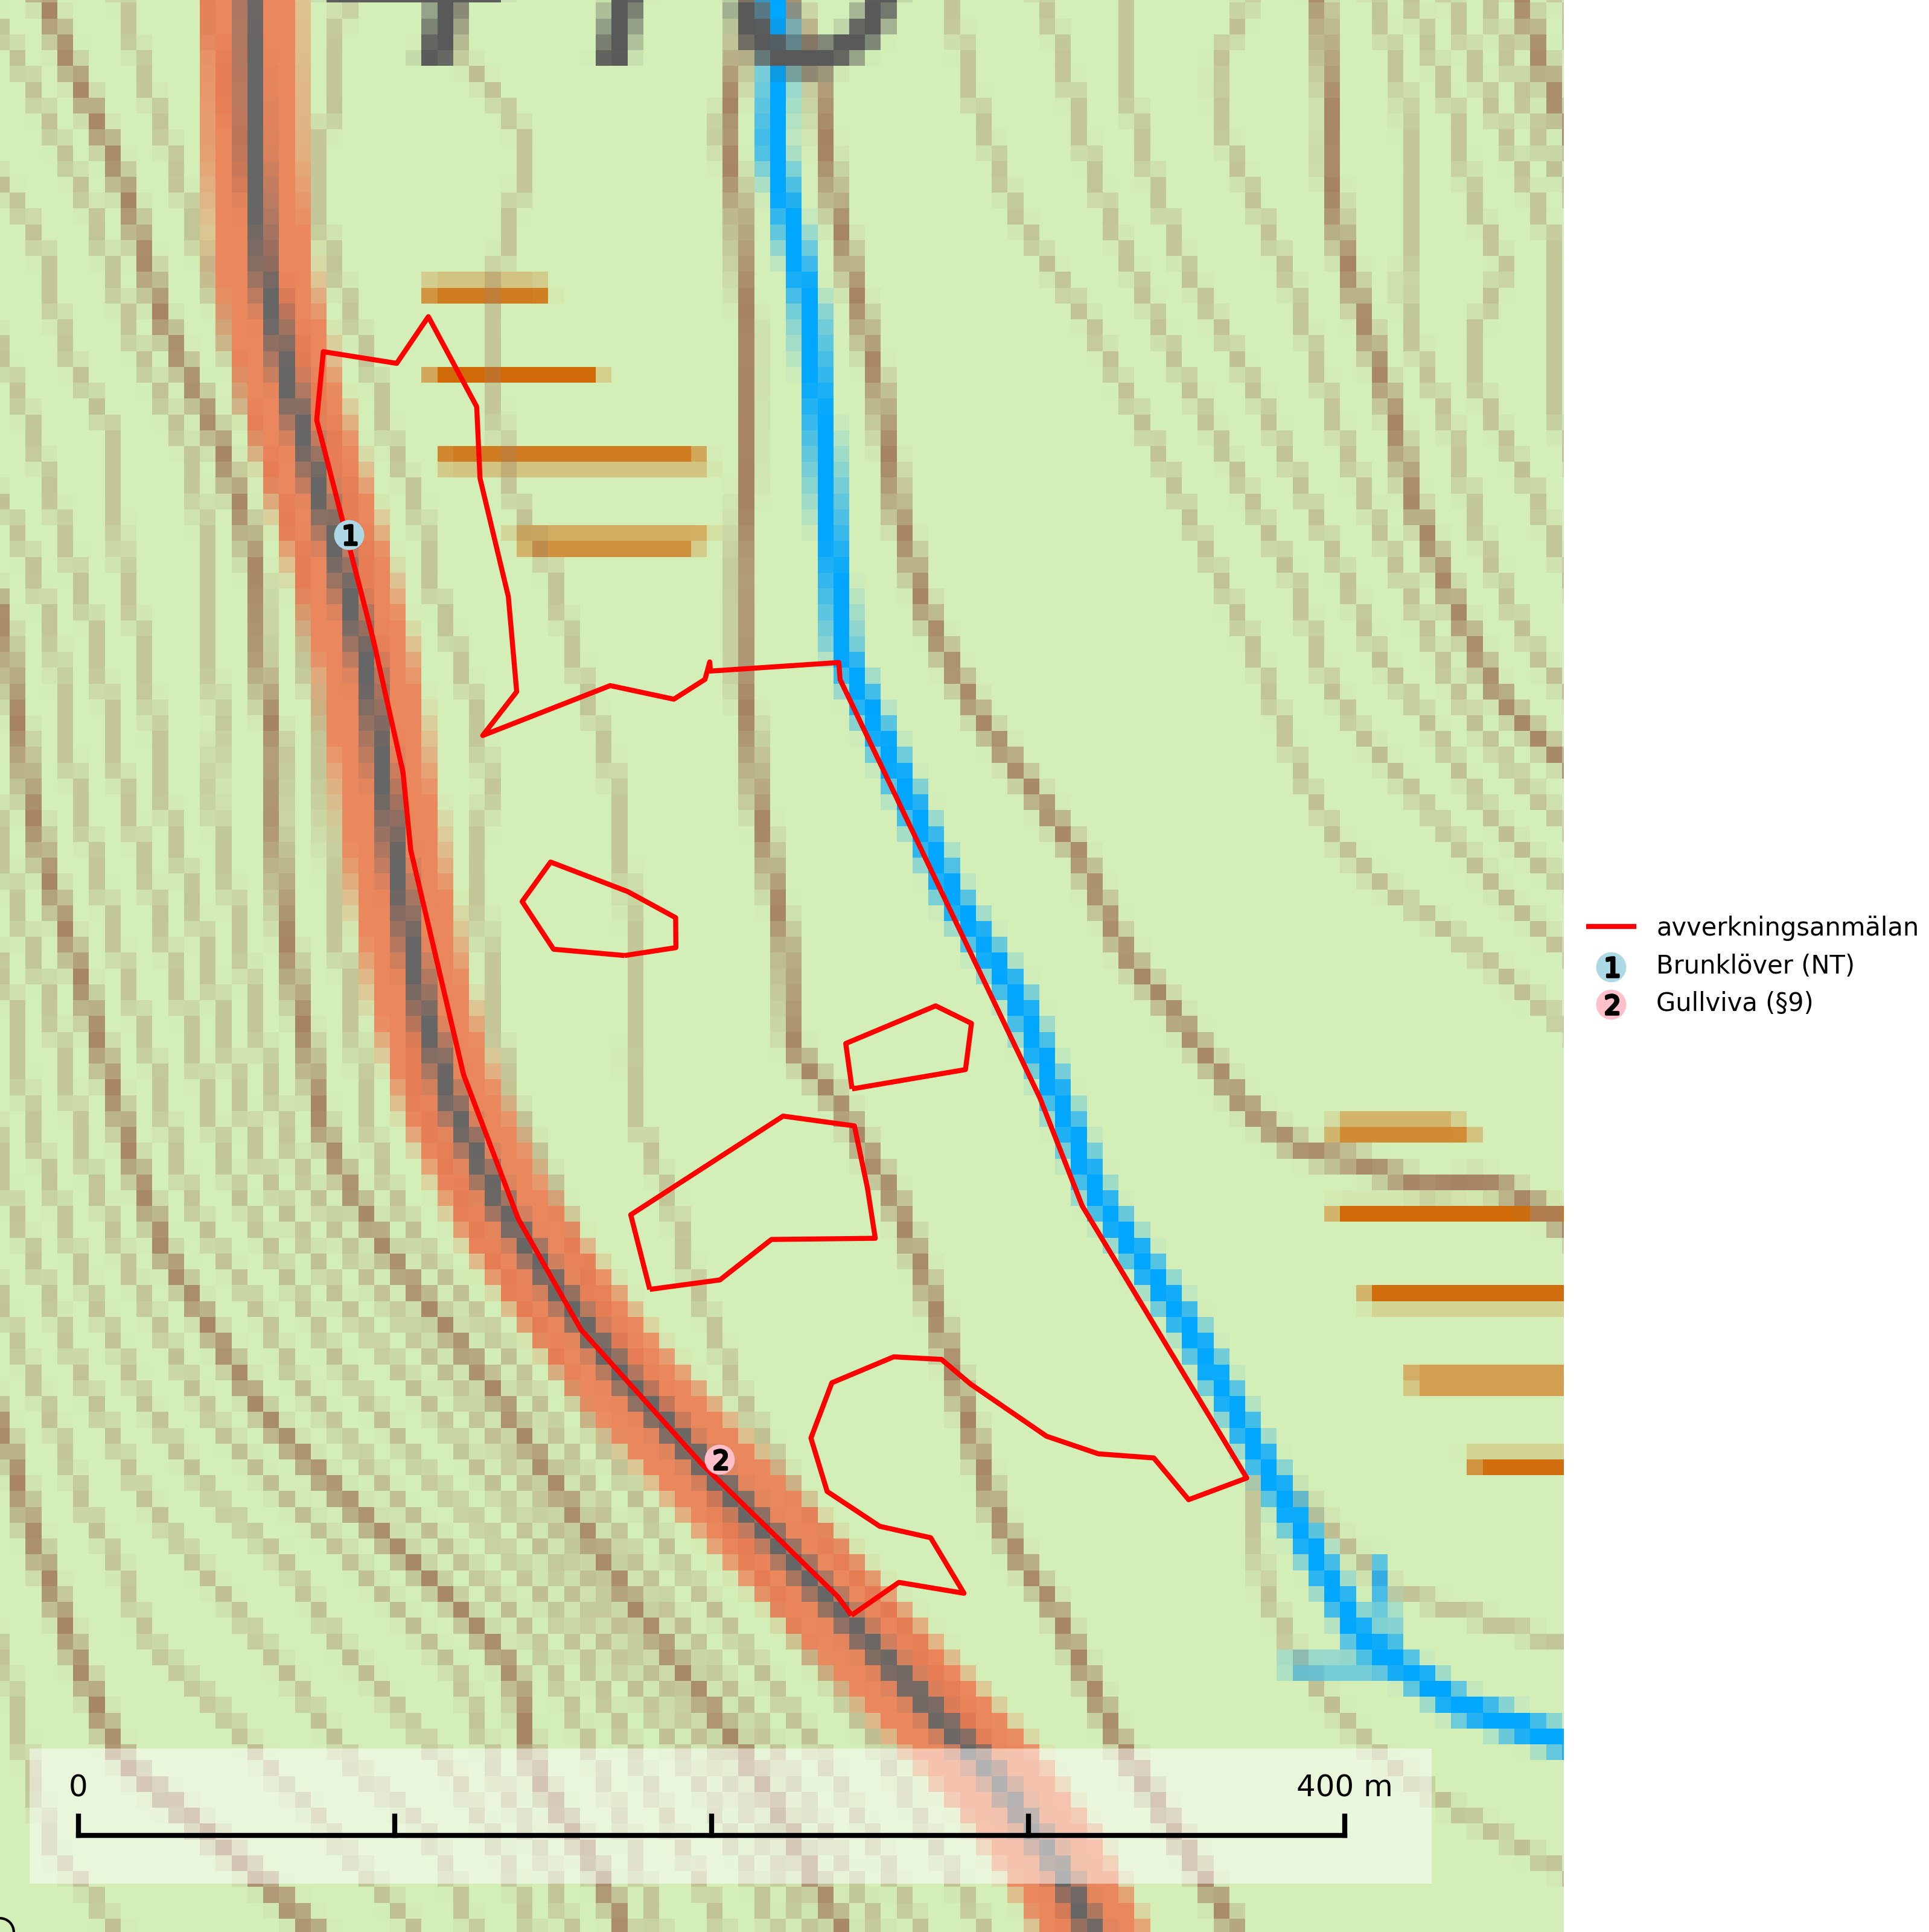 1
avverkningsanmälan
1 Brunklöver (NT)
2 Gullviva (§9)
2
0 400 m